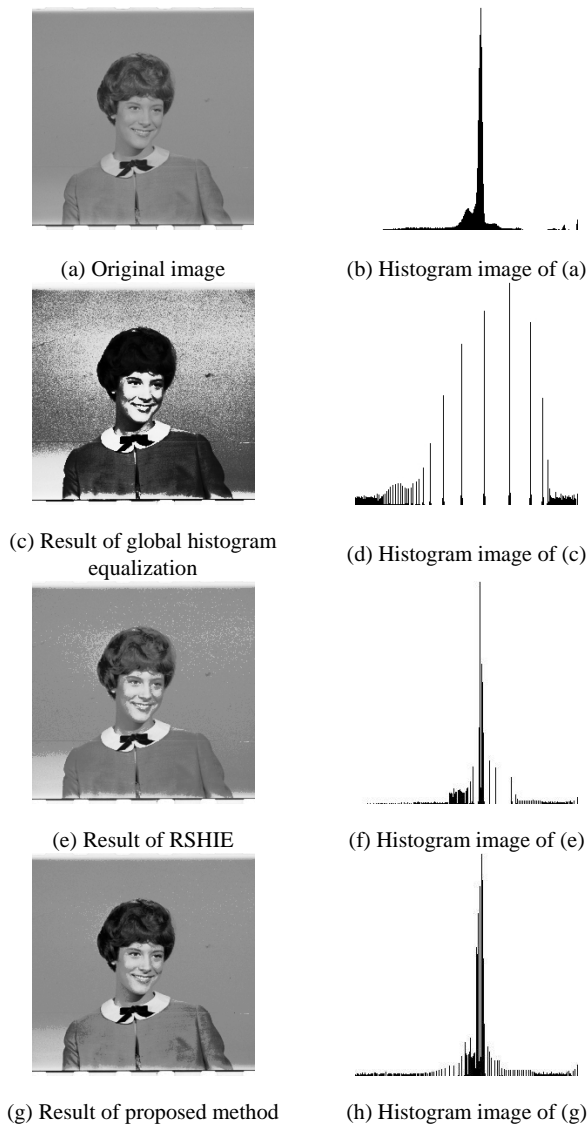 (a) Original image
(b) Histogram image of (a)
(c) Result of global histogram
equalization
(d) Histogram image of (c)
(e) Result of RSHIE
(f) Histogram image of (e)
(g) Result of proposed method
(h) Histogram image of (g)